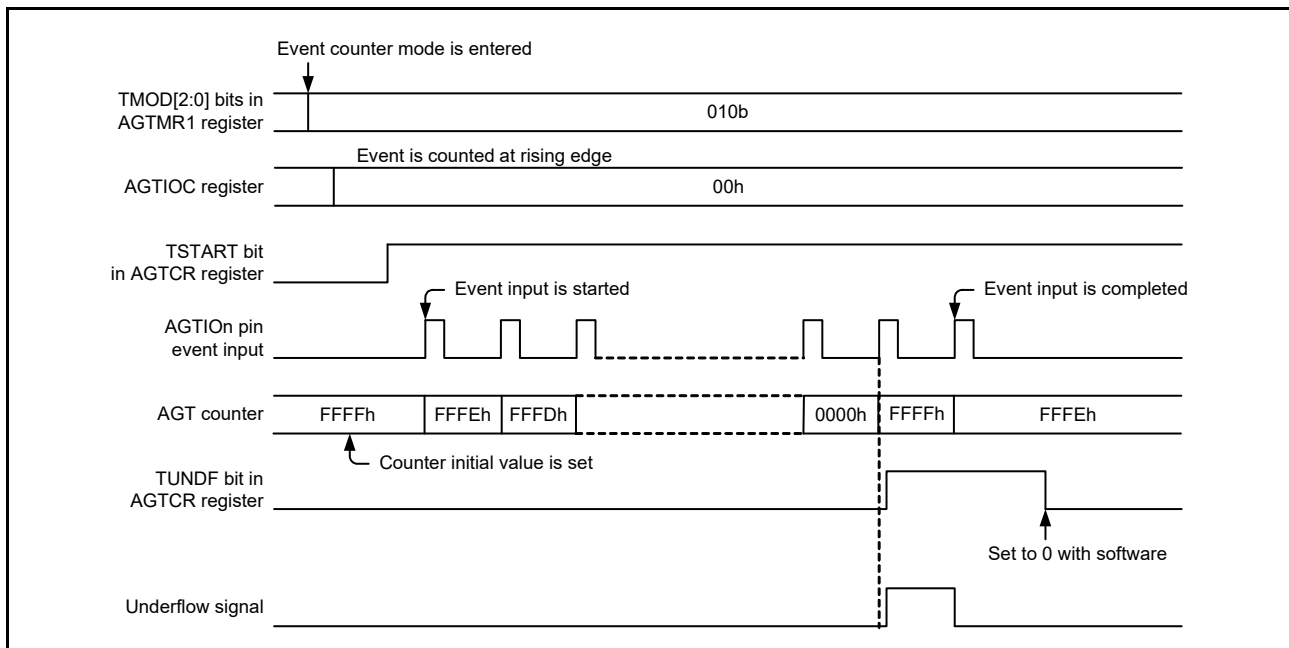 Event counter mode is entered
TMOD[2:0] bits in
AGTMR1 register
010b
Event is counted at rising edge
AGTIOC register
00h
TSTART bit
in AGTCR register
Event input is started
Event input is completed
AGTIOn pin
event input
AGT counter
FFFFh
FFFEh
FFFDh
0000h
FFFFh
FFFEh
Counter initial value is set
TUNDF bit in
AGTCR register
Set to 0 with software
Underflow signal